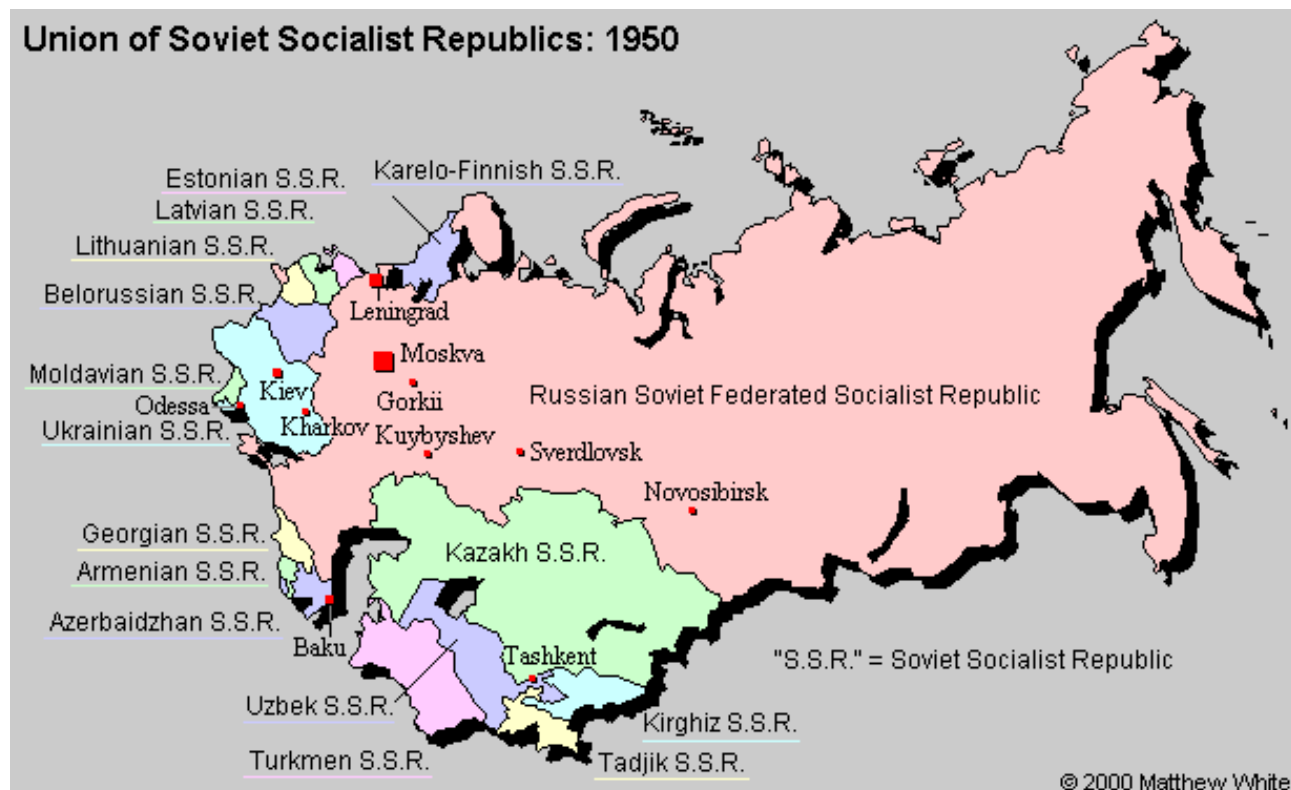 Union of Soviet Socialist Republics: 1950
Karelo-Finnish S.S.R.
Estonian S.S.R.
Latvian S.S.R.
Lithuanian S.S.R.
Belorussian S.S.R.
Leningrad
Moskva
Moldavian S.S.R.
Kiev
Gorkii
Russian Soviet Federated Socialist Republic
Odessa
Kharkov
Ukrainian S.S.R.
Kuybyshev
Sverdlovsk
Novosibirsk
Georgian S.S.R.
Kazakh S.S.R.
Armenian S.S.R.
Azerbaidzhan S.S.R.
Baku
Tashkent
"S.S.R." = Soviet Socialist Republic
Uzbek S.S.R.
Kirghiz S.S.R.
Turkmen S.S.R.
Tadjik S.S.R.
© 2000 Matthew White